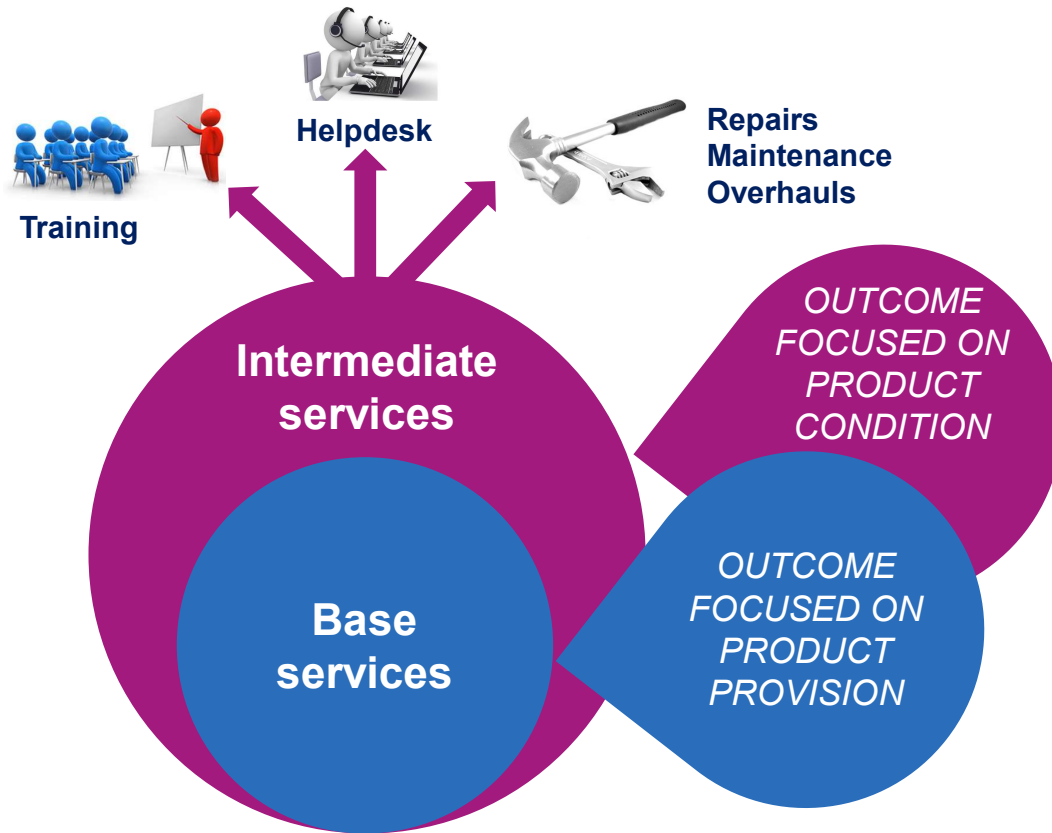 Helpdesk
Training
Repairs
Maintenance
Overhauls
Intermediate
services
OUTCOME
FOCUSED ON
PRODUCT
CONDITION
Base
services
OUTCOME
FOCUSED ON
PRODUCT
PROVISION